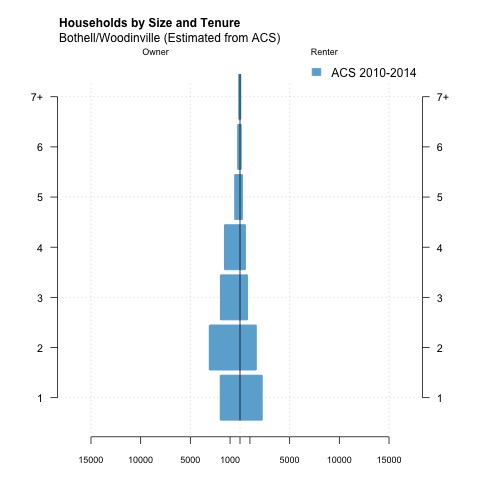 Households by Size and Tenure
Bothell/Woodinville (Estimated from ACS)
Owner Renter
ACS 2010-2014
7+ 7+
6 6
5 5
4 4
3 3
2 2
1 1
15000 10000 5000 1000 5000 10000 15000